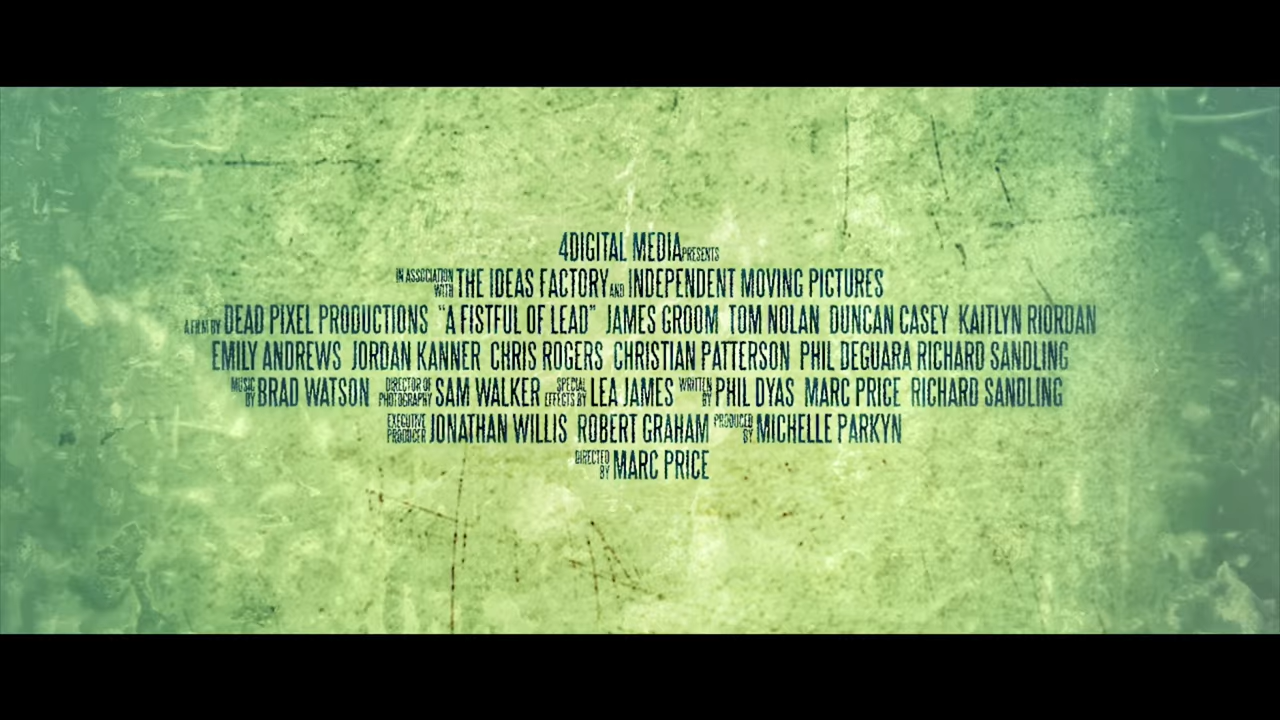 4DIGITAL MEDIA PRESENTS
IN ASSOCIATION WITH THE IDEAS FACTORY AND INDEPENDENT MOVING PICTURES
A FILM BY DEAD PIXEL PRODUCTIONS "A FISTFUL OF LEAD" JAMES GROOM TOM NOLAN DUNCAN CASEY KAITLYN RIORDAN
EMILY ANDREWS JORDAN KANNER CHRIS ROGERS CHRISTIAN PATTERSON PHIL DEGUARA RICHARD SANDLING
MUSIC BY BRAD WATSON DIRECTOR OF PHOTOGRAPHY SAM WALKER SPECIAL EFFECTS BY LEA JAMES WRITTEN BY PHIL DYAS MARC PRICE RICHARD SANDLING
EXECUTIVE PRODUCER JONATHAN WILLIS ROBERT GRAHAM PRODUCED BY MICHELLE PARKYN
DIRECTED BY MARC PRICE